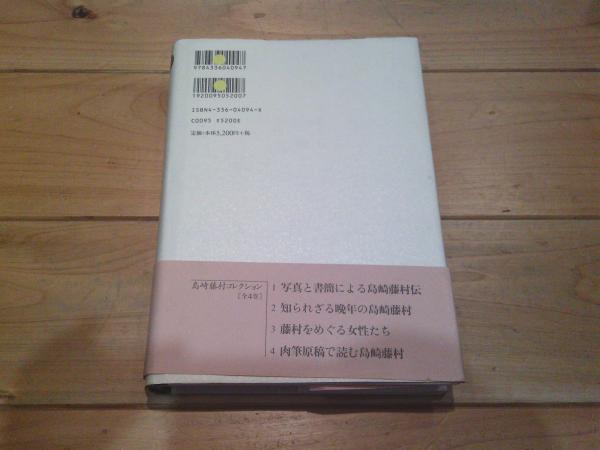 9784336040947
1920095052007
ISBN4-336-04094-X
C0095 ¥5200E
定価:本体5,200円+税
島崎藤村コレクション
[全4巻]
1 写真と書簡による島崎藤村伝
2 知られざる晩年の島崎藤村
3 藤村をめぐる女性たち
4 肉筆原稿で読む島崎藤村